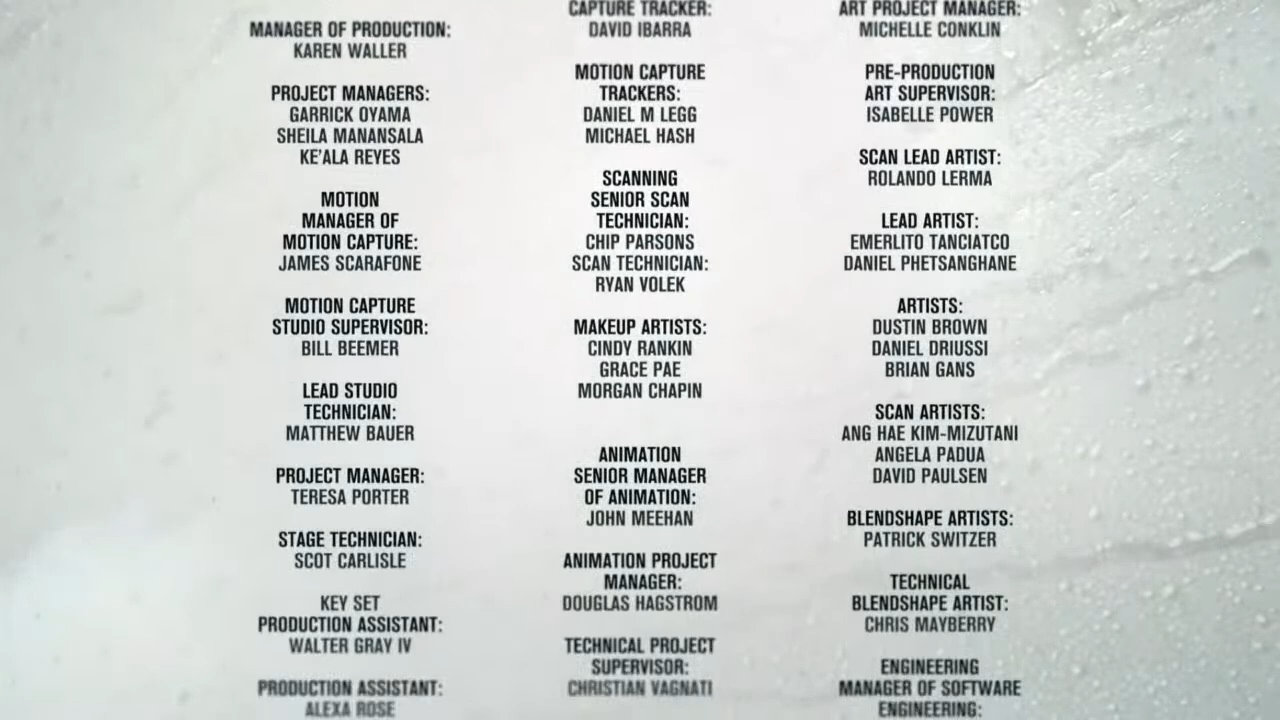 MANAGER OF PRODUCTION:
KAREN WALLER
PROJECT MANAGERS:
GARRICK OYAMA
SHEILA MANANSALA
KE'ALA REYES
MOTION
MANAGER OF
MOTION CAPTURE:
JAMES SCARAFONE
MOTION CAPTURE
STUDIO SUPERVISOR:
BILL BEEMER
LEAD STUDIO
TECHNICIAN:
MATTHEW BAUER
PROJECT MANAGER:
TERESA PORTER
STAGE TECHNICIAN:
SCOT CARLISLE
KEY SET
PRODUCTION ASSISTANT:
WALTER GRAY IV
PRODUCTION ASSISTANT:
ALEXA ROSE
CAPTURE TRACKER:
DAVID IBARRA
MOTION CAPTURE
TRACKERS:
DANIEL M LEGG
MICHAEL HASH
SCANNING
SENIOR SCAN
TECHNICIAN:
CHIP PARSONS
SCAN TECHNICIAN:
RYAN VOLEK
MAKEUP ARTISTS:
CINDY RANKIN
GRACE PAE
MORGAN CHAPIN
ANIMATION
SENIOR MANAGER
OF ANIMATION:
JOHN MEEHAN
ANIMATION PROJECT
MANAGER:
DOUGLAS HAGSTROM
TECHNICAL PROJECT
SUPERVISOR:
CHRISTIAN VAGNATI
ART PROJECT MANAGER:
MICHELLE CONKLIN
PRE-PRODUCTION
ART SUPERVISOR:
ISABELLE POWER
SCAN LEAD ARTIST:
ROLANDO LERMA
LEAD ARTIST:
EMERLITO TANCIATCO
DANIEL PHETSANGHANE
ARTISTS:
DUSTIN BROWN
DANIEL DRIUSSI
BRIAN GANS
SCAN ARTISTS:
ANG HAE KIM-MIZUTANI
ANGELA PADUA
DAVID PAULSEN
BLENDSHAPE ARTISTS:
PATRICK SWITZER
TECHNICAL
BLENDSHAPE ARTIST:
CHRIS MAYBERRY
ENGINEERING
MANAGER OF SOFTWARE
ENGINEERING: